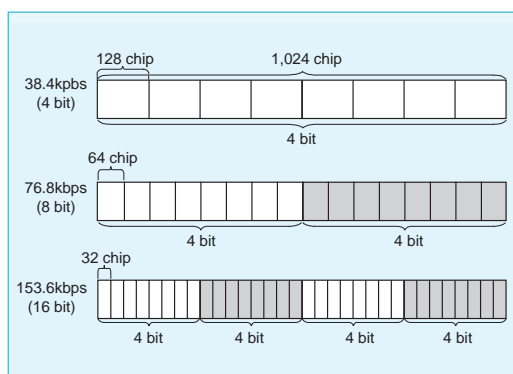 128 chip
1,024 chip
38.4kpbs
(4 bit)
4 bit
64 chip
76.8kbps
(8 bit)
4 bit
4 bit
32 chip
153.6kbps
(16 bit)
4 bit
4 bit
4 bit
4 bit